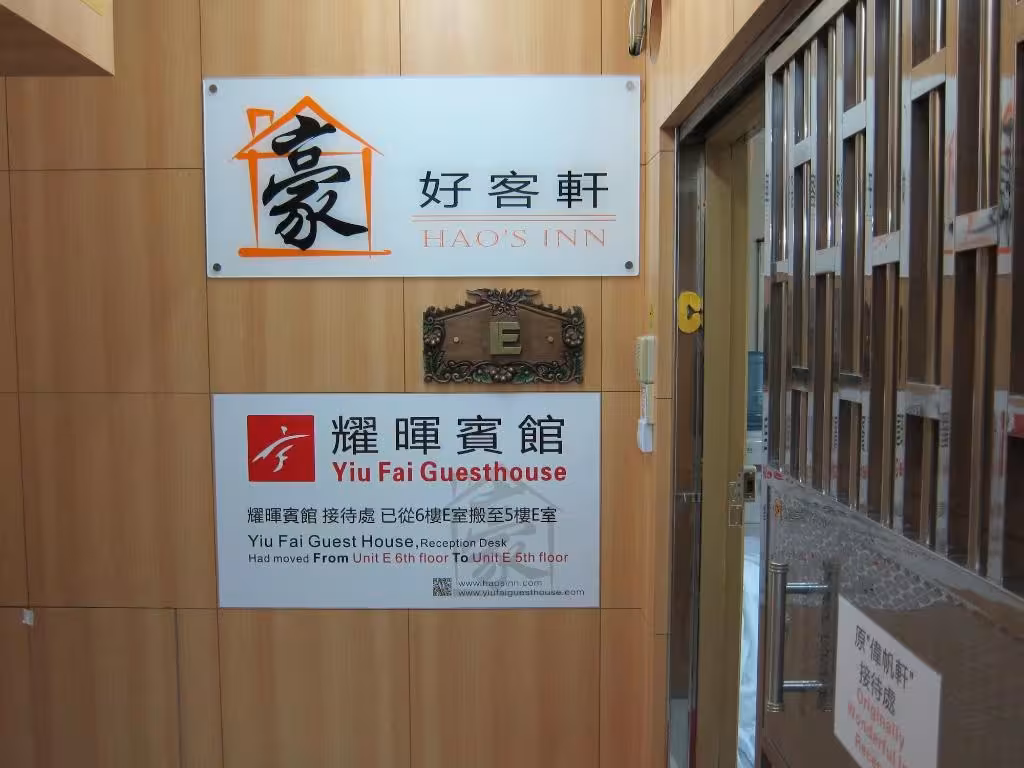 豪
好客軒
HAO'S INN
E
耀暉賓館
Yiu Fai Guesthouse
耀暉賓館 接待處 已從6樓E室搬至5樓E室
Yiu Fai Guest House, Reception Desk
Had moved From Unit E 6th floor To Unit E 5th floor
豪
www.haosinn.com
www.yiufaiguesthouse.com
原"偉帆軒"
接待處
Originally
Wonderful